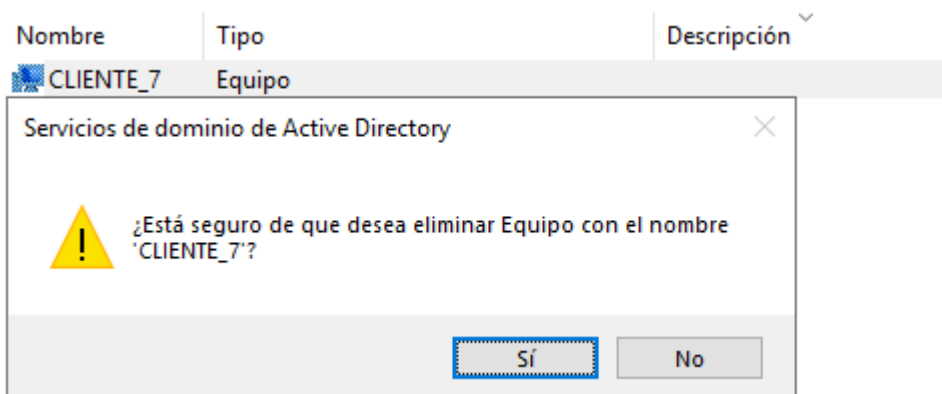 Nombre Tipo Descripción
CLIENTE_7 Equipo
Servicios de dominio de Active Directory
¿Está seguro de que desea eliminar Equipo con el nombre
'CLIENTE_7'?
Sí No